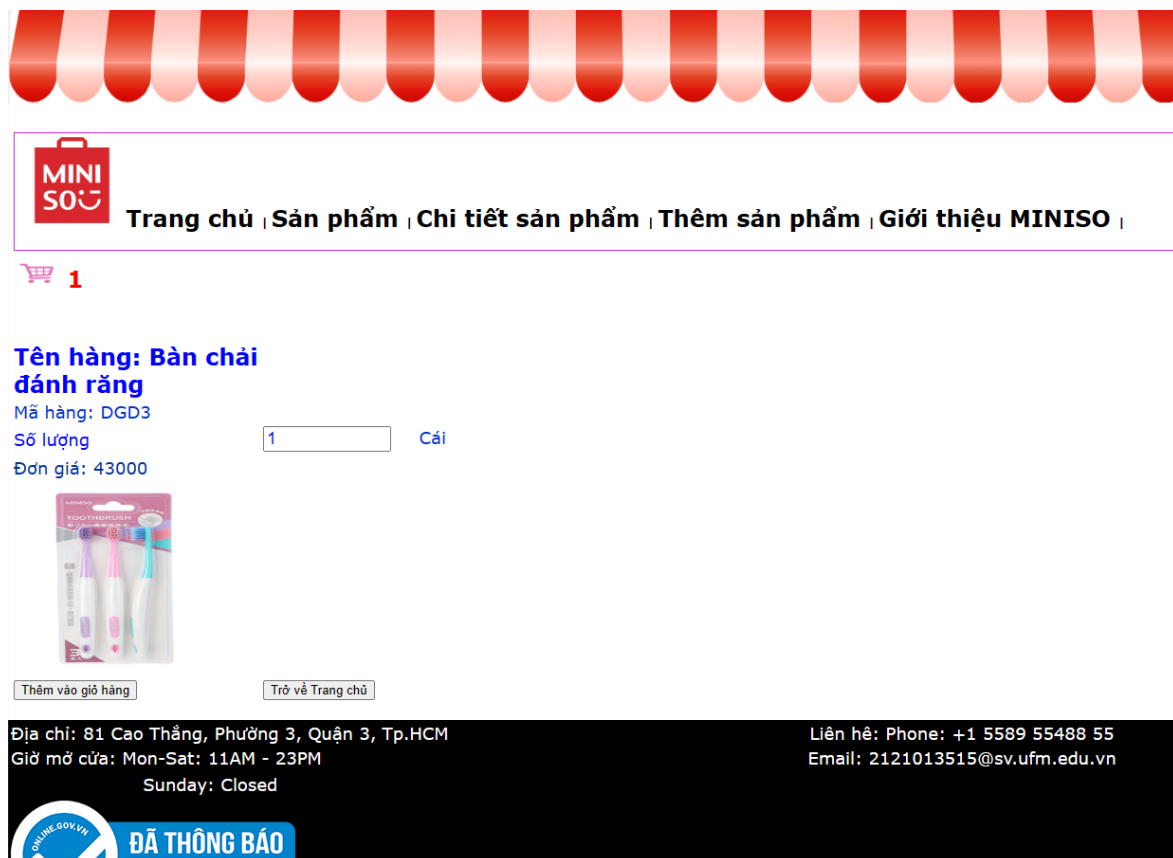 MINI
SO
Trang chủ | Sản phẩm | Chi tiết sản phẩm | Thêm sản phẩm | Giới thiệu MINISO |
1
Tên hàng: Bàn chải
đánh răng
Mã hàng: DGD3
Số lượng 1 Cái
Đơn giá: 43000
MINISO
TOOTHBRUSH
Thêm vào giỏ hàng Trở về Trang chủ
Địa chỉ: 81 Cao Thắng, Phường 3, Quận 3, Tp.HCM Liên hê: Phone: +1 5589 55488 55
Giờ mở cửa: Mon-Sat: 11AM - 23PM Email: 2121013515@sv.ufm.edu.vn
Sunday: Closed
ONLINE.GOV.VN
ĐÃ THÔNG BÁO